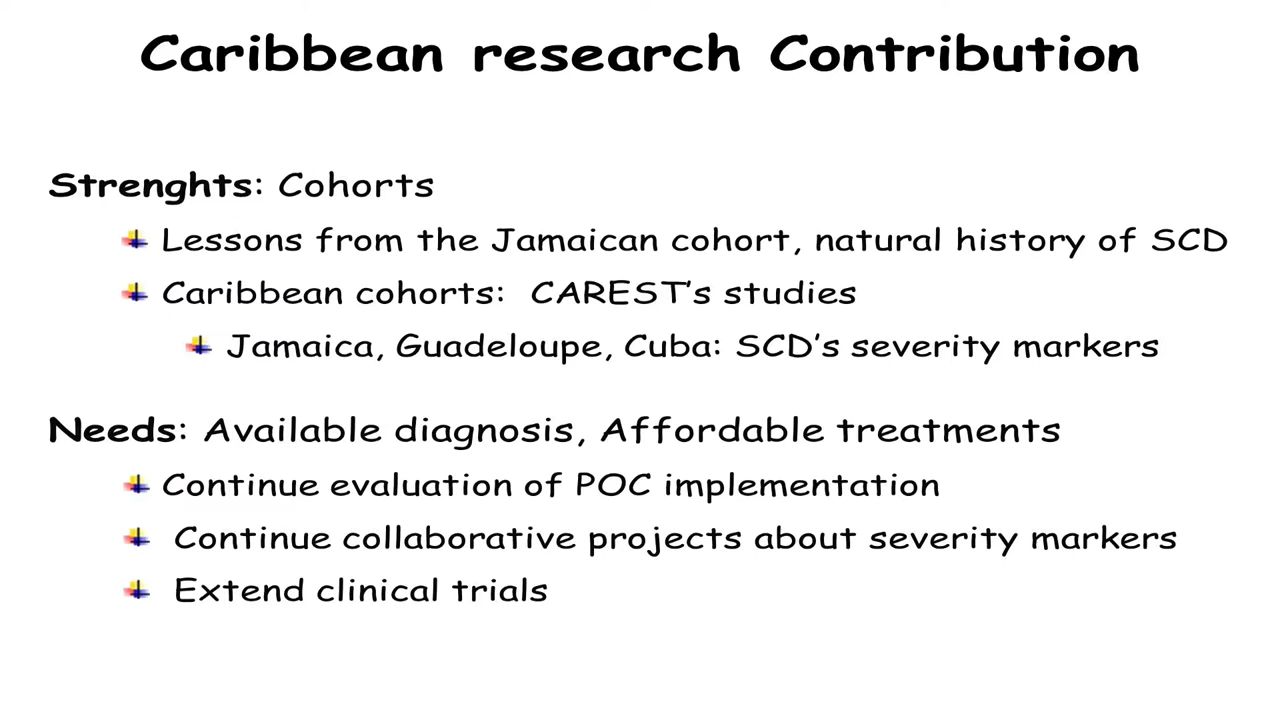 Caribbean research Contribution
Strenghts: Cohorts
Lessons from the Jamaican cohort, natural history of SCD
Caribbean cohorts: CAREST's studies
Jamaica, Guadeloupe, Cuba: SCD's severity markers
Needs: Available diagnosis, Affordable treatments
Continue evaluation of POC implementation
Continue collaborative projects about severity markers
Extend clinical trials